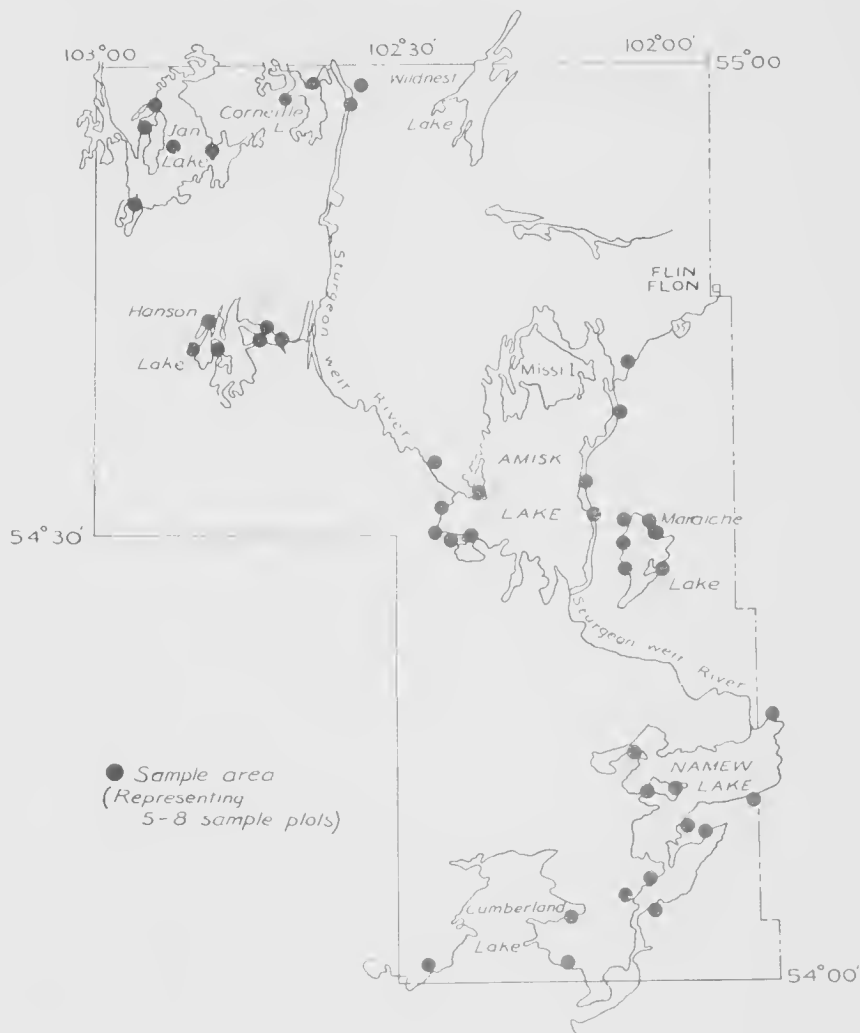 103°00
102°30'
102°00'
55°00
Wildnest
Lake
Corneille
L.
Jan
Lake
Sturgeon weir River
FLIN
FLON
Hanson
Lake
Missi I.
AMISK
LAKE
54°30'
Maraiche
Lake
Sturgeon weir River
NAMEW
LAKE
Sample area
(Representing
5-8 sample plots)
Cumberland
Lake
54°00'